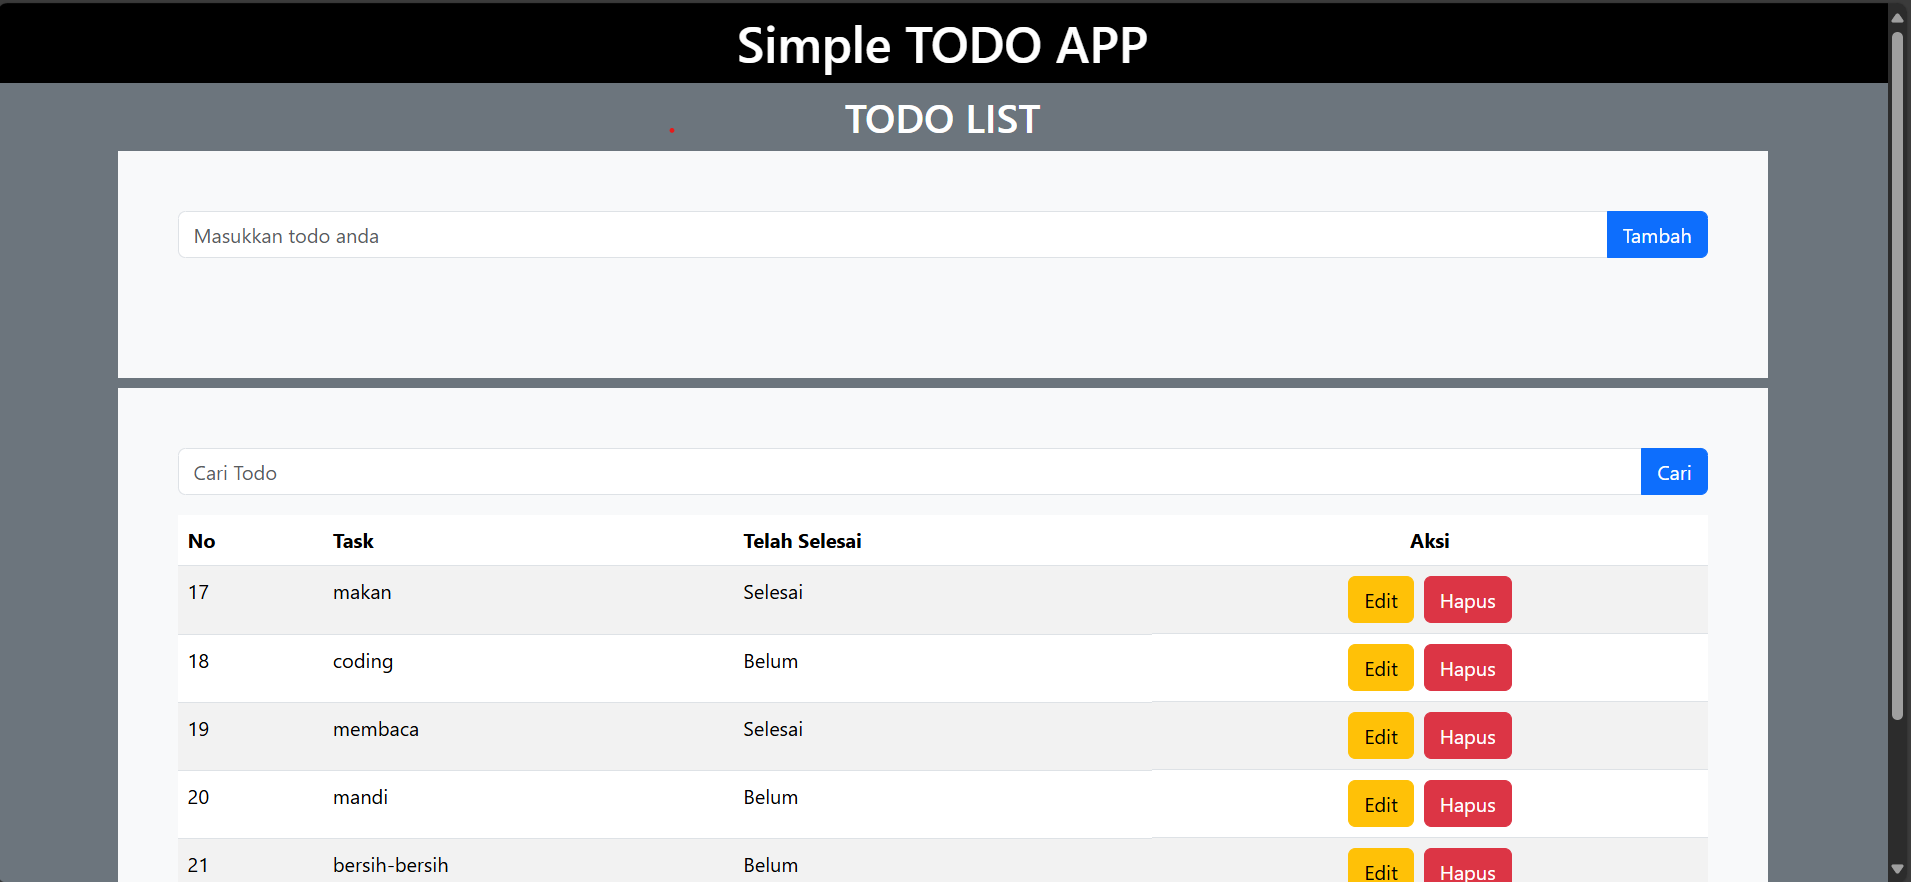 Simple TODO APP
TODO LIST
Masukkan todo anda Tambah
Cari Todo Cari
No Task Telah Selesai Aksi
17 makan Selesai Edit Hapus
18 coding Belum Edit Hapus
19 membaca Selesai Edit Hapus
20 mandi Belum Edit Hapus
21 bersih-bersih Belum Edit Hapus